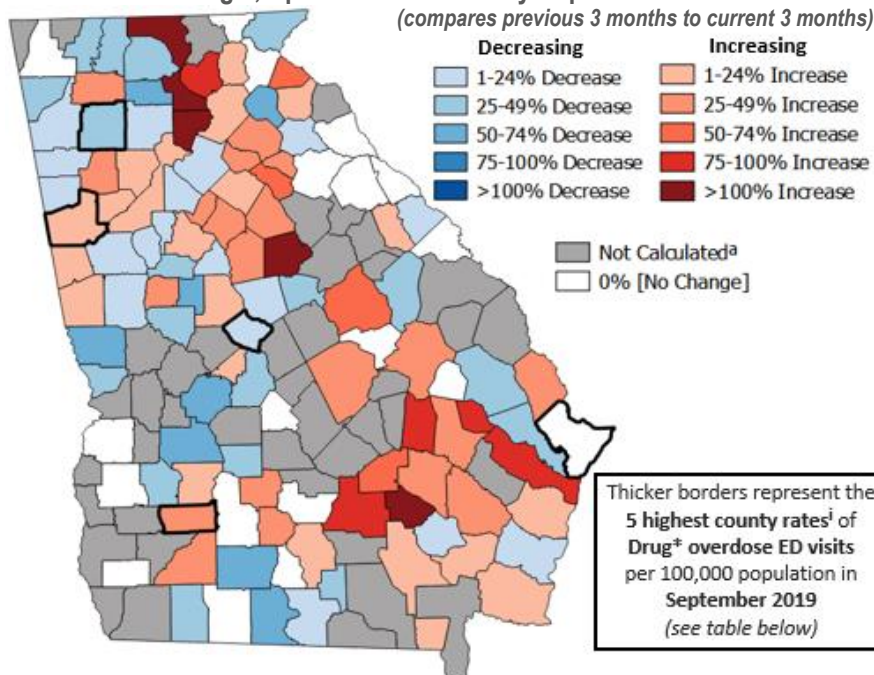 (compares previous 3 months to current 3 months)
Decreasing
1-24% Decrease
25-49% Decrease
50-74% Decrease
75-100% Decrease
>100% Decrease
Increasing
1-24% Increase
25-49% Increase
50-74% Increase
75-100% Increase
>100% Increase
Not Calculatedª
0% [No Change]
Thicker borders represent the
5 highest county ratesⁱ of
Drug* overdose ED visits
per 100,000 population in
September 2019
(see table below)